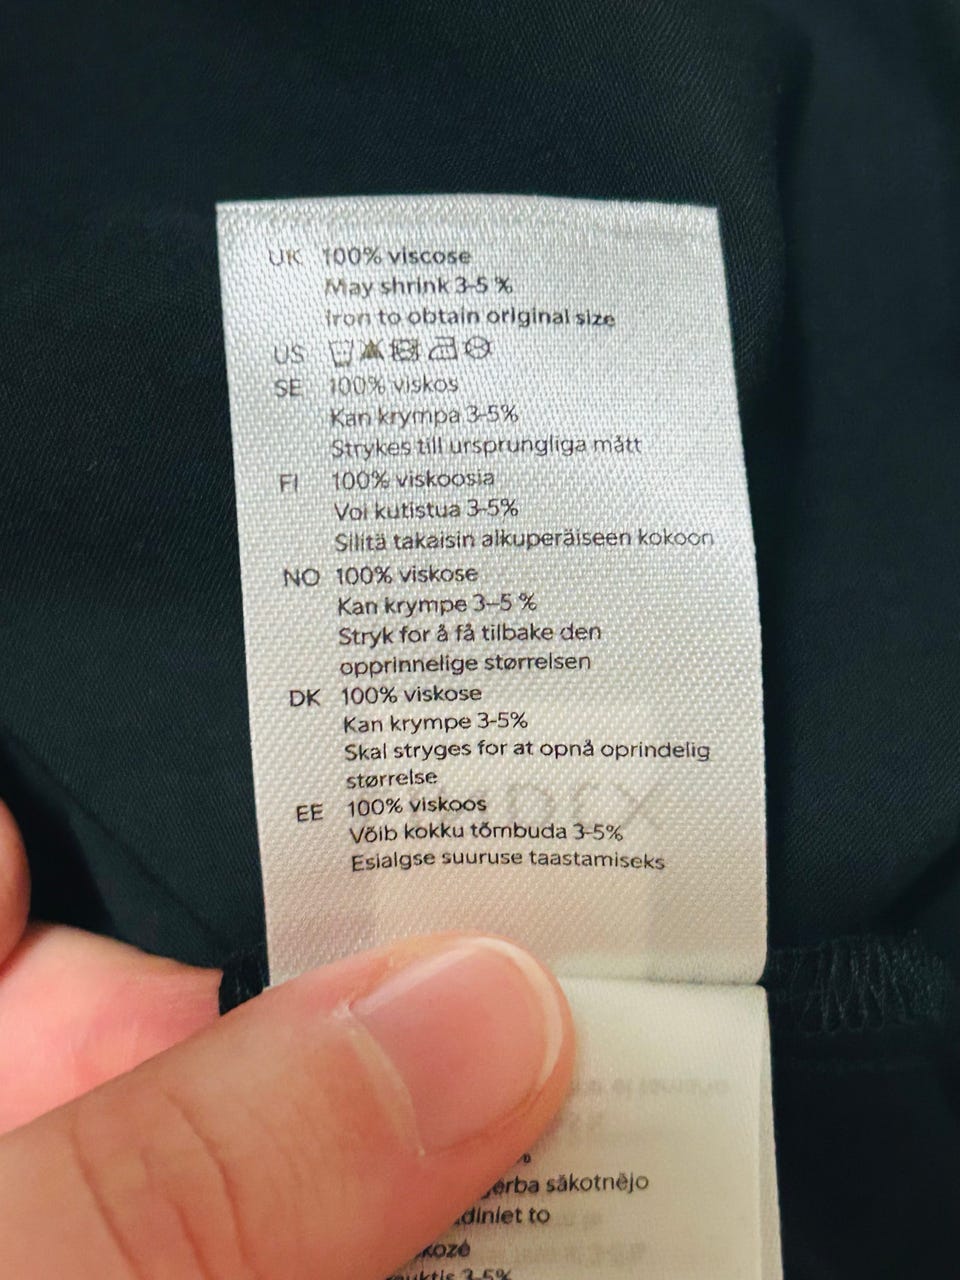 UK 100% viscose
May shrink 3-5 %
Iron to obtain original size
US
SE 100% viskos
Kan krympa 3-5%
Strykes till ursprungliga mått
FI 100% viskoosia
Voi kutistua 3-5%
Silitä takaisin alkuperäiseen kokoon
NO 100% viskose
Kan krympe 3–5 %
Stryk for å få tilbake den
opprinnelige størrelsen
DK 100% viskose
Kan krympe 3-5%
Skal stryges for at opnå oprindelig
størrelse
EE 100% viskoos
Võib kokku tõmbuda 3-5%
Esialgse suuruse taastamiseks
sākotnējo
to
3-5%